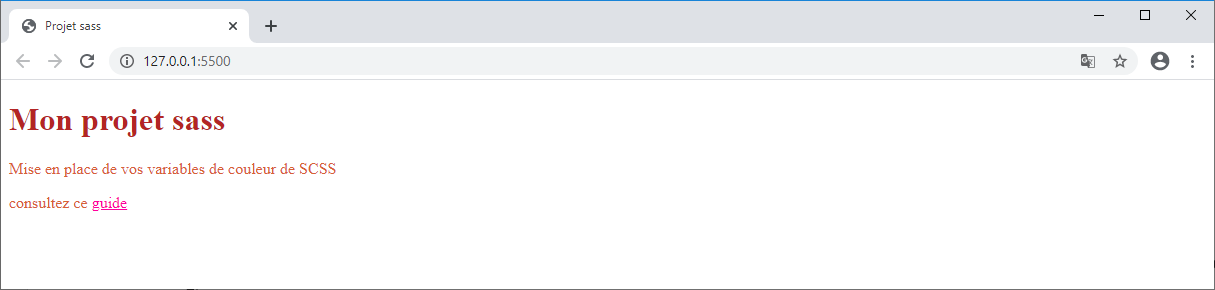 Projet sass
127.0.0.1:5500
Mon projet sass
Mise en place de vos variables de couleur de SCSS
consultez ce guide